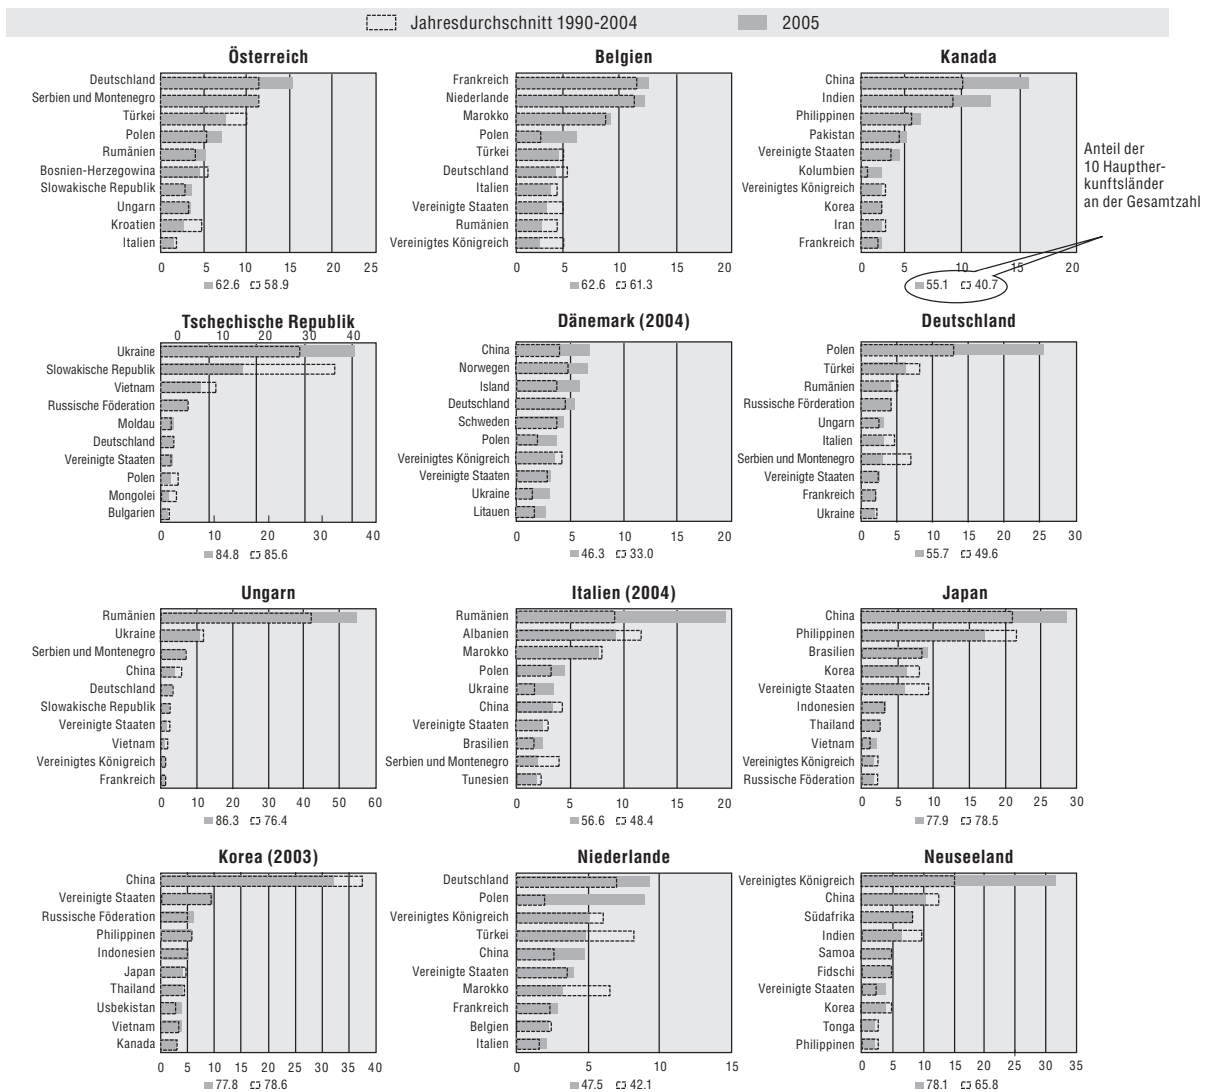 Jahresdurchschnitt 1990-2004 2005
Österreich
Deutschland
Serbien und Montenegro
Türkei
Polen
Rumänien
Bosnien-Herzegowina
Slowakische Republik
Ungarn
Kroatien
Italien
0 5 10 15 20 25
62.6 58.9
Belgien
Frankreich
Niederlande
Marokko
Polen
Türkei
Deutschland
Italien
Vereinigte Staaten
Rumänien
Vereinigtes Königreich
0 5 10 15 20
62.6 61.3
Kanada
China
Indien
Philippinen
Pakistan
Vereinigte Staaten
Kolumbien
Vereinigtes Königreich
Korea
Iran
Frankreich
0 5 10 15 20
55.1 40.7
Anteil der
10 Haupther-
kunftsländer
an der Gesamtzahl
Tschechische Republik
0 10 20 30 40
Ukraine
Slowakische Republik
Vietnam
Russische Föderation
Moldau
Deutschland
Vereinigte Staaten
Polen
Mongolei
Bulgarien
0 10 20 30 40
84.8 85.6
Dänemark (2004)
China
Norwegen
Island
Deutschland
Schweden
Polen
Vereinigtes Königreich
Vereinigte Staaten
Ukraine
Litauen
0 5 10 15 20
46.3 33.0
Deutschland
Polen
Türkei
Rumänien
Russische Förderation
Ungarn
Italien
Serbien und Montenegro
Vereinigte Staaten
Frankreich
Ukraine
0 5 10 15 20 25 30
55.7 49.6
Ungarn
Rumänien
Ukraine
Serbien und Montenegro
China
Deutschland
Slowakische Republik
Vereinigte Staaten
Vietnam
Vereinigtes Königreich
Frankreich
0 10 20 30 40 50 60
86.3 76.4
Italien (2004)
Rumänien
Albanien
Marokko
Polen
Ukraine
China
Vereinigte Staaten
Brasilien
Serbien und Montenegro
Tunesien
0 5 10 15 20
56.6 48.4
Japan
China
Philippinen
Brasilien
Korea
Vereinigte Staaten
Indonesien
Thailand
Vietnam
Vereinigtes Königreich
Russische Föderation
0 5 10 15 20 25 30
77.9 78.5
Korea (2003)
China
Vereinigte Staaten
Russische Föderation
Philippinen
Indonesien
Japan
Thailand
Usbekistan
Vietnam
Kanada
0 5 10 15 20 25 30 35 40
77.8 78.6
Niederlande
Deutschland
Polen
Vereinigtes Königreich
Türkei
China
Vereinigte Staaten
Marokko
Frankreich
Belgien
Italien
0 5 10 15
47.5 42.1
Neuseeland
Vereinigtes Königreich
China
Südafrika
Indien
Samoa
Fidschi
Vereinigte Staaten
Korea
Tonga
Philippinen
0 5 10 15 20 25 30 35
78.1 65.8